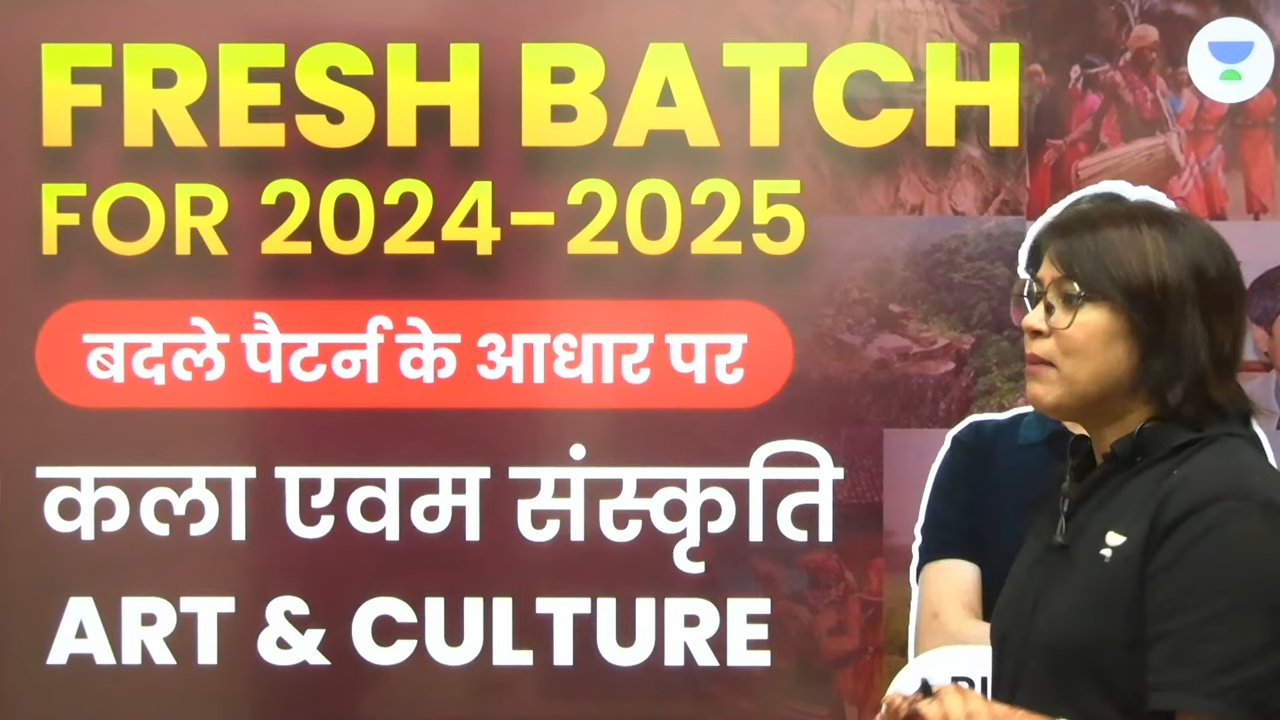 FRESH BATCH
FOR 2024-2025
बदले पैटर्न के आधार पर
कला एवम संस्कृति
ART & CULTURE